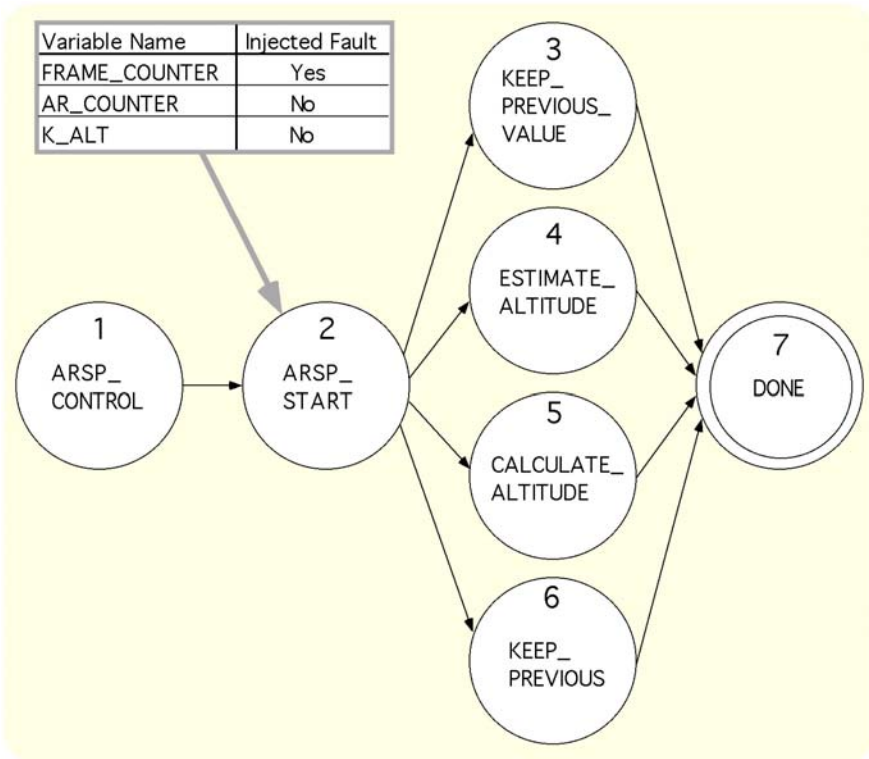 Variable Name Injected Fault
FRAME_COUNTER Yes
AR_COUNTER No
K_ALT No
1
ARSP_
CONTROL
2
ARSP_
START
3
KEEP_
PREVIOUS_
VALUE
4
ESTIMATE_
ALTITUDE
5
CALCULATE_
ALTITUDE
6
KEEP_
PREVIOUS
7
DONE